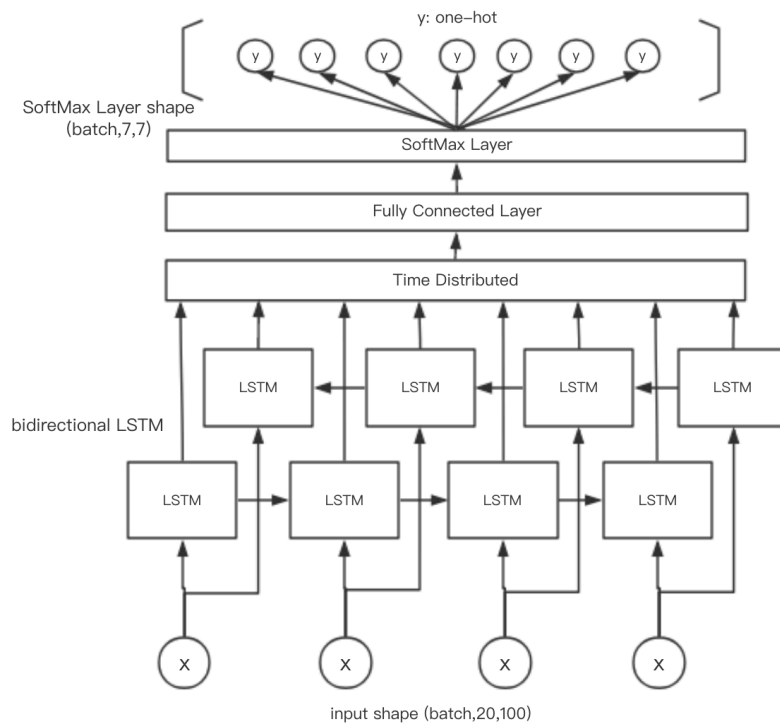 y: one-hot
y y y y y y y
SoftMax Layer shape
(batch,7,7)
SoftMax Layer
Fully Connected Layer
Time Distributed
LSTM LSTM LSTM LSTM
bidirectional LSTM
LSTM LSTM LSTM LSTM
X X X X
input shape (batch,20,100)